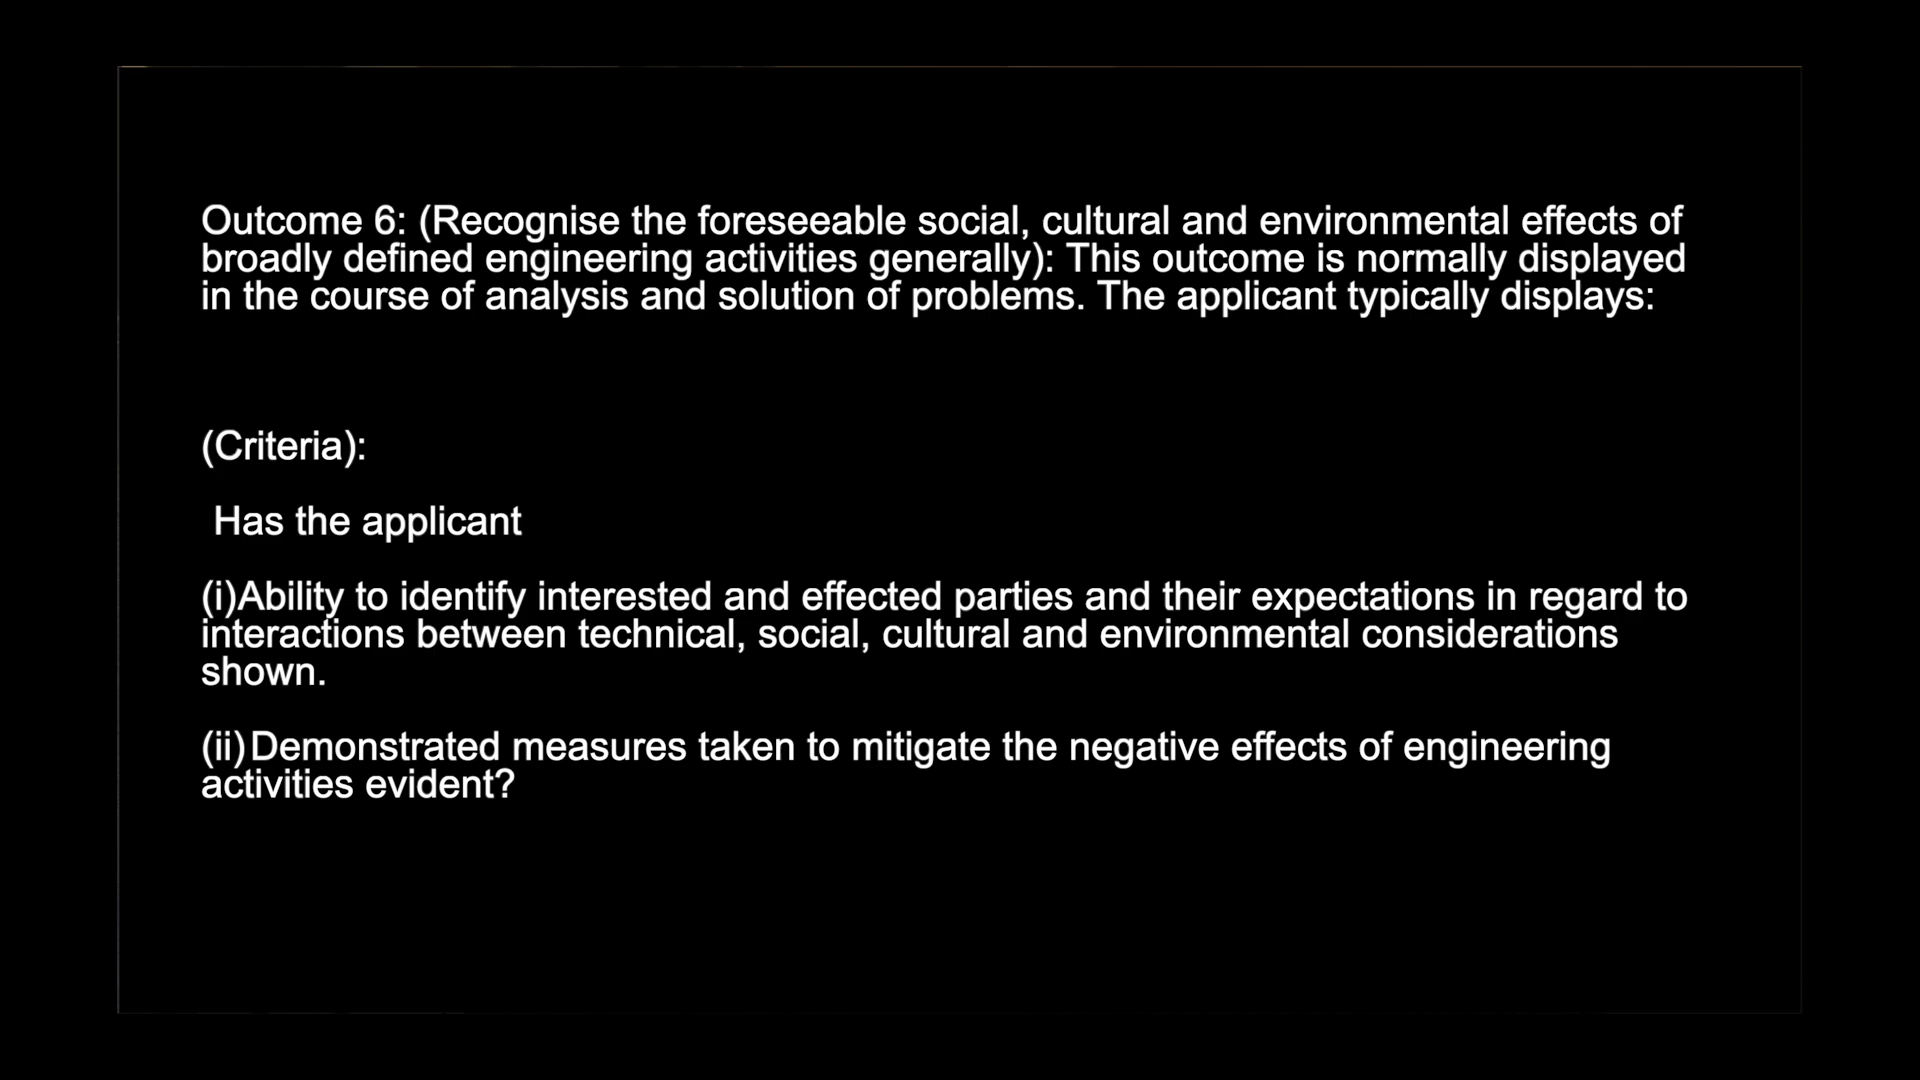 Outcome 6: (Recognise the foreseeable social, cultural and environmental effects of
broadly defined engineering activities generally): This outcome is normally displayed
in the course of analysis and solution of problems. The applicant typically displays:
(Criteria):
Has the applicant
(i)Ability to identify interested and effected parties and their expectations in regard to
interactions between technical, social, cultural and environmental considerations
shown.
(ii)Demonstrated measures taken to mitigate the negative effects of engineering
activities evident?